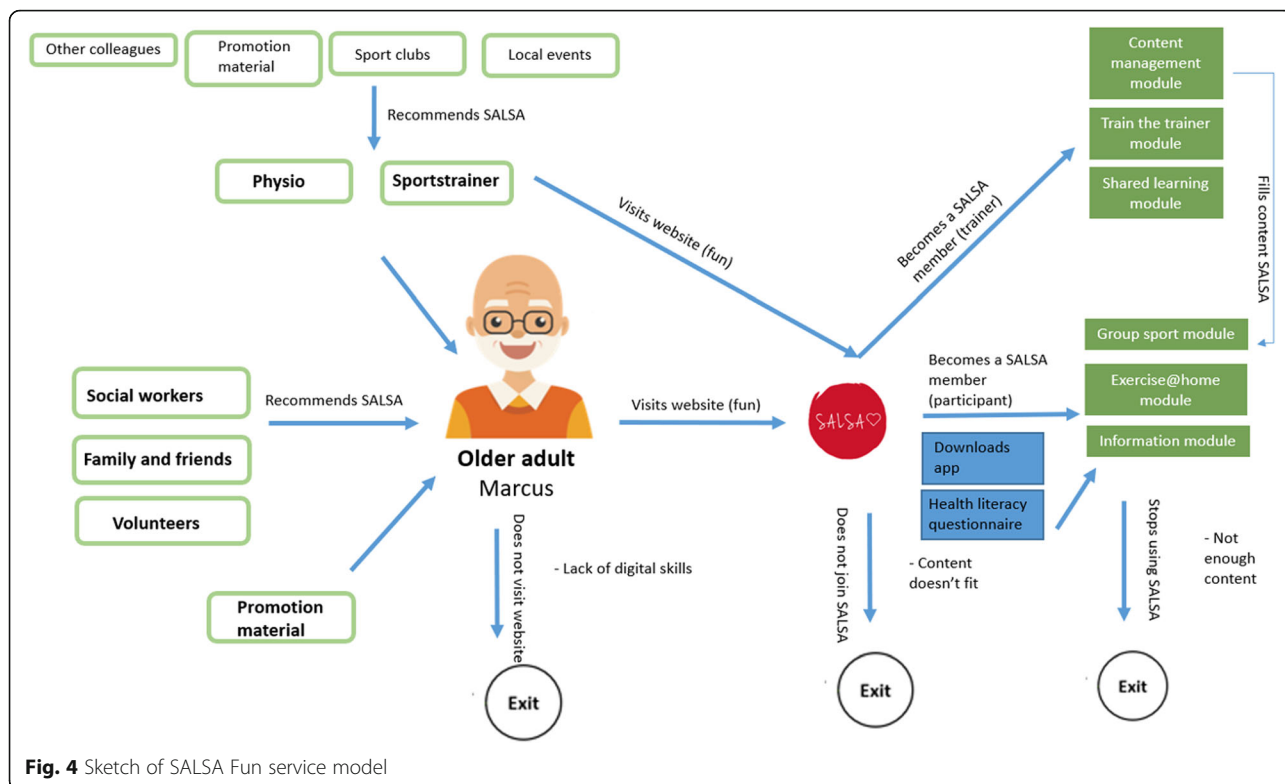 Other colleagues
Promotion
material
Sport clubs
Local events
Recommends SALSA
Physio
Sportstrainer
Visits website (fun)
Becomes a SALSA
member (trainer)
Content
management
module
Train the trainer
module
Shared learning
module
Fills content SALSA
Social workers
Family and friends
Volunteers
Recommends SALSA
Promotion
material
Older adult
Marcus
Visits website (fun)
SALSA
Becomes a SALSA
member
(participant)
Downloads
app
Health literacy
questionnaire
Group sport module
Exercise@home
module
Information module
Does not visit website
- Lack of digital skills
Exit
Does not join SALSA
- Content
doesn't fit
Exit
Stops using SALSA
- Not
enough
content
Exit
Fig. 4 Sketch of SALSA Fun service model